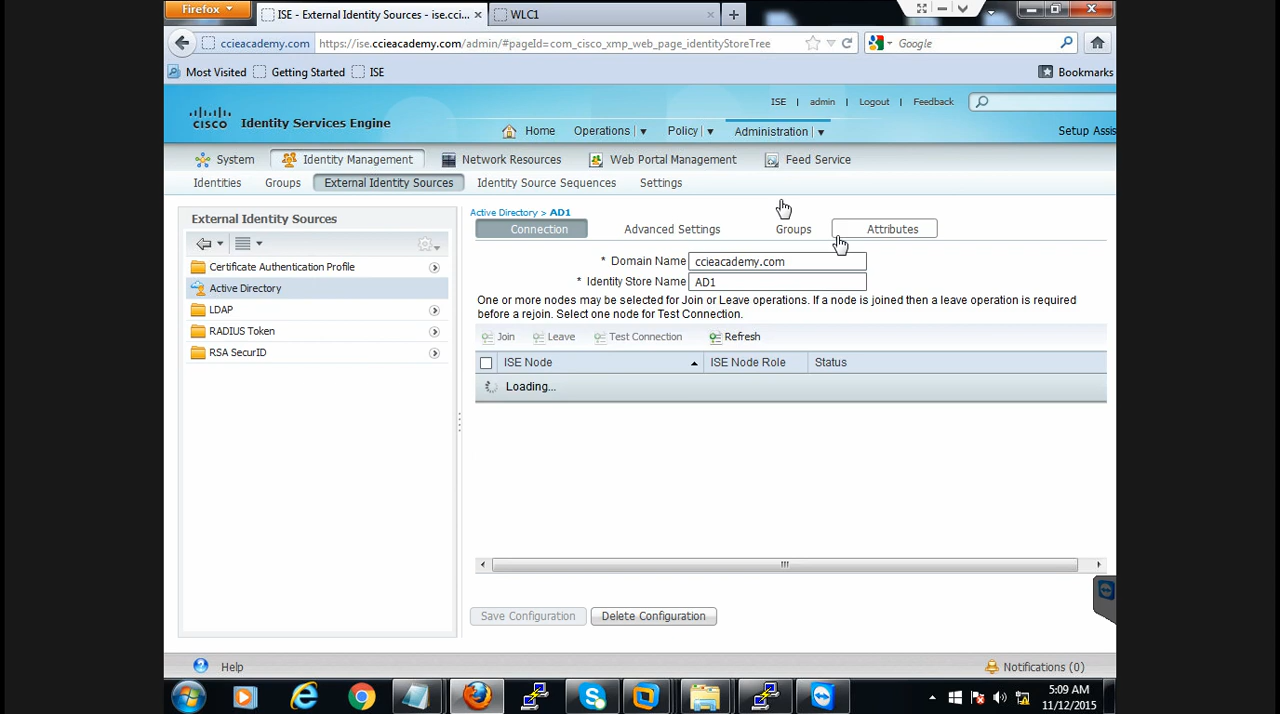 Firefox
ISE - External Identity Sources - ise.cci...
WLC1
ccieacademy.com
https://ise.ccieacademy.com/admin/#pageId=com_cisco_xmp_web_page_identityStoreTree
Google
Most Visited
Getting Started
ISE
Bookmarks
ISE | admin | Logout | Feedback
CISCO
Identity Services Engine
Home
Operations
Policy
Administration
Setup Assis
System
Identity Management
Network Resources
Web Portal Management
Feed Service
Identities
Groups
External Identity Sources
Identity Source Sequences
Settings
External Identity Sources
Certificate Authentication Profile
Active Directory
LDAP
RADIUS Token
RSA SecurID
Active Directory > AD1
Connection
Advanced Settings
Groups
Attributes
* Domain Name ccieacademy.com
* Identity Store Name AD1
One or more nodes may be selected for Join or Leave operations. If a node is joined then a leave operation is required
before a rejoin. Select one node for Test Connection.
Join
Leave
Test Connection
Refresh
ISE Node
ISE Node Role
Status
Loading...
Save Configuration
Delete Configuration
Help
Notifications (0)
5:09 AM
11/12/2015